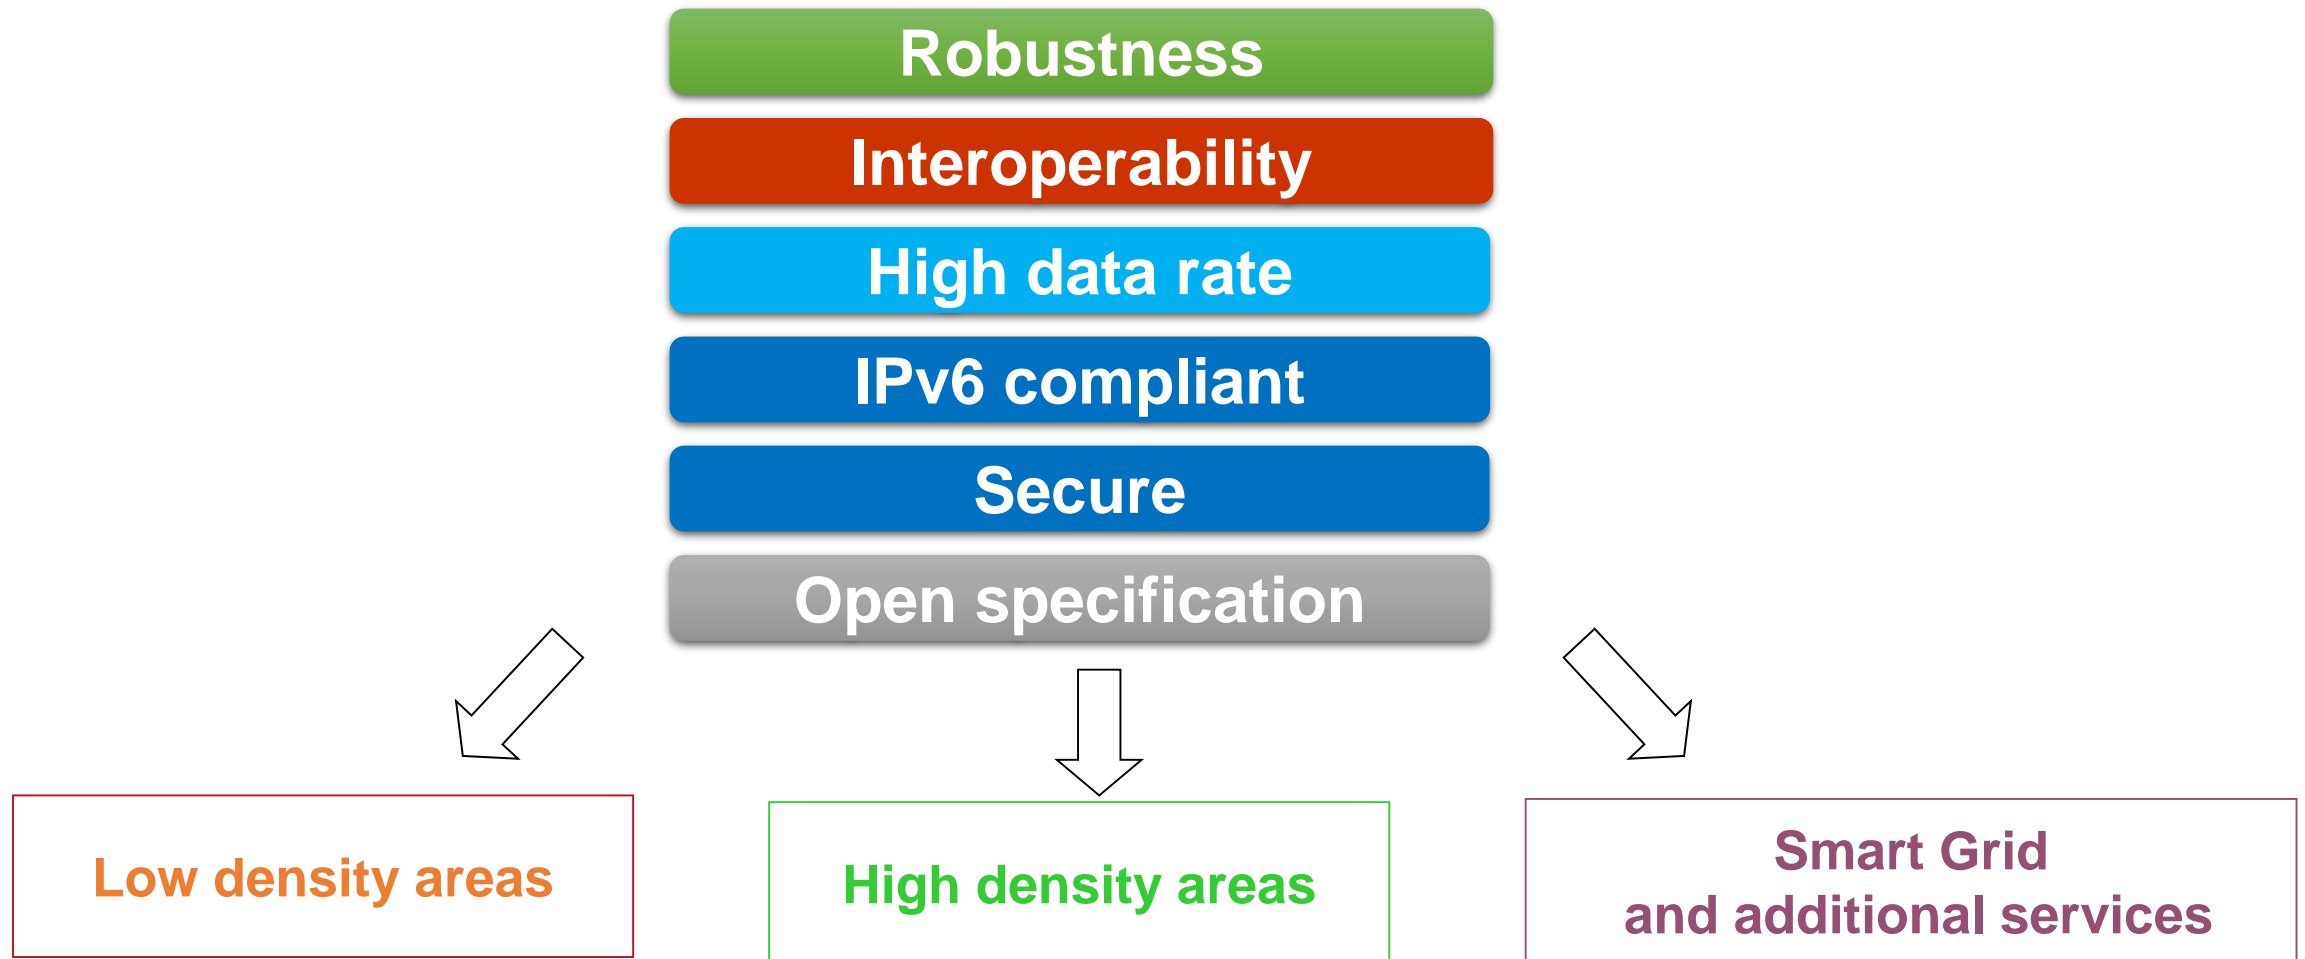 Robustness
Interoperability
High data rate
IPv6 compliant
Secure
Open specification
Low density areas
High density areas
Smart Grid
and additional services